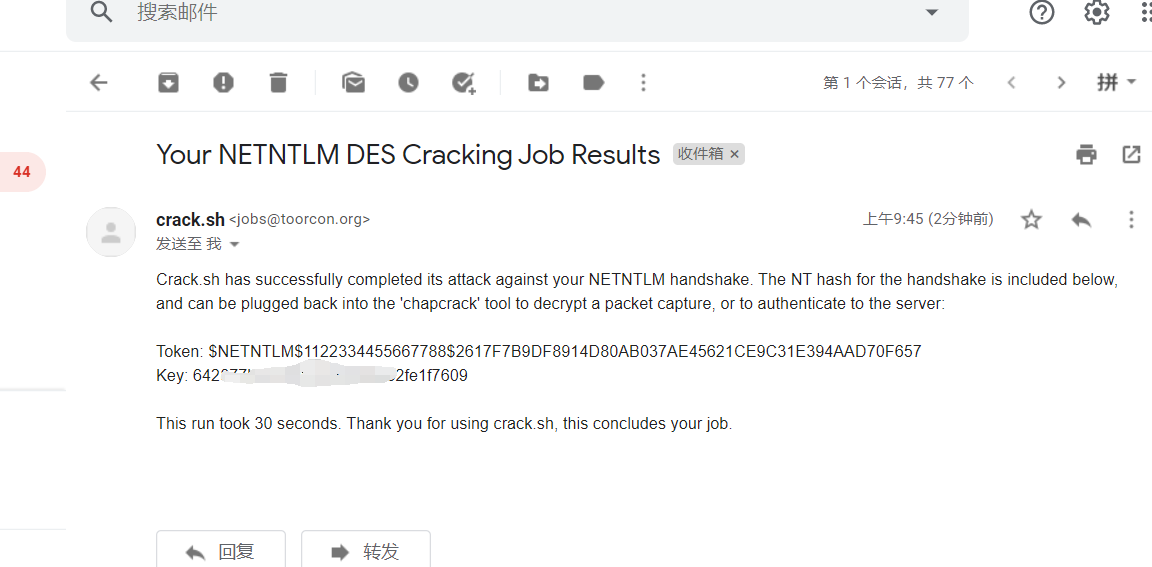 搜索邮件
第 1 个会话，共 77 个
拼
Your NETNTLM DES Cracking Job Results 收件箱 ×
44
crack.sh <jobs@toorcon.org> 上午9:45 (2分钟前)
发送至 我
Crack.sh has successfully completed its attack against your NETNTLM handshake. The NT hash for the handshake is included below,
and can be plugged back into the 'chapcrack' tool to decrypt a packet capture, or to authenticate to the server:
Token: $NETNTLM$1122334455667788$2617F7B9DF8914D80AB037AE45621CE9C31E394AAD70F657
Key: 2fe1f7609
This run took 30 seconds. Thank you for using crack.sh, this concludes your job.
回复 转发